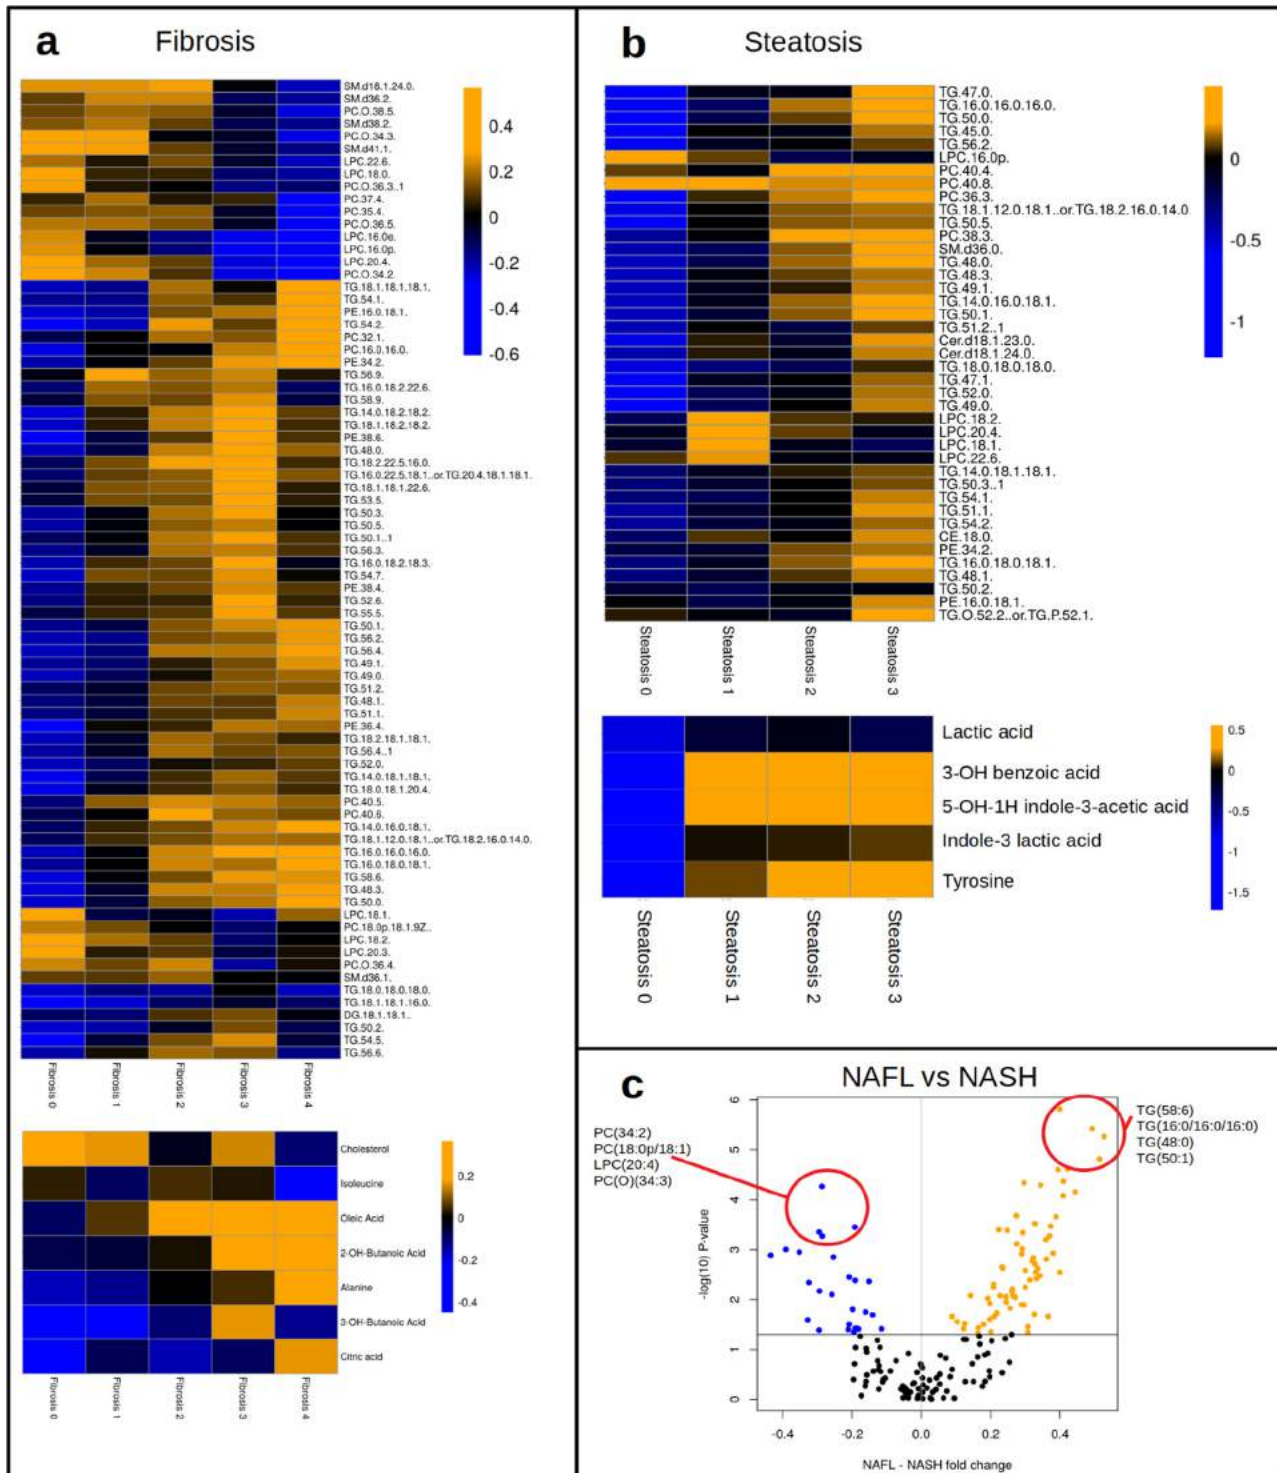 a Fibrosis
SM.d18.1.24.0.
SM.d36.2.
PC.O.38.5.
SM.d38.2.
PC.O.34.3.
SM.d41.1.
LPC.22.6.
LPC.18.0.
PC.O.36.3..1
PC.37.4.
PC.35.4.
PC.O.36.5.
LPC.16.0e.
LPC.16.0p.
LPC.20.4.
PC.O.34.2.
TG.18.1.18.1.18.1.
TG.54.1.
PE.16.0.18.1.
TG.54.2.
PC.32.1.
PC.16.0.16.0.
PE.34.2.
TG.56.9.
TG.16.0.18.2.22.6.
TG.58.9.
TG.14.0.18.2.18.2.
TG.18.1.18.2.18.2.
PE.38.6.
TG.48.0.
TG.18.2.22.5.16.0.
TG.16.0.22.5.18.1..or.TG.20.4.18.1.18.1.
TG.18.1.18.1.22.6.
TG.53.5.
TG.50.3.
TG.50.5.
TG.50.1..1
TG.56.3.
TG.16.0.18.2.18.3.
TG.54.7.
PE.38.4.
TG.52.6.
TG.55.5.
TG.50.1.
TG.56.2.
TG.56.4.
TG.49.1.
TG.49.0.
TG.51.2.
TG.48.1.
TG.51.1.
PE.36.4.
TG.18.2.18.1.18.1.
TG.56.4..1
TG.52.0.
TG.14.0.18.1.18.1.
TG.18.0.18.1.20.4.
PC.40.5.
PC.40.6.
TG.14.0.16.0.18.1.
TG.18.1.12.0.18.1..or.TG.18.2.16.0.14.0.
TG.16.0.16.0.16.0.
TG.16.0.18.0.18.1.
TG.58.6.
TG.48.3.
TG.50.0.
LPC.18.1.
PC.18.0p.18.1.9Z..
LPC.18.2.
LPC.20.3.
PC.O.36.4.
SM.d36.1.
TG.18.0.18.0.18.0.
TG.18.1.18.1.16.0.
DG.18.1.18.1..
TG.50.2.
TG.54.5.
TG.56.6.
0.4
0.2
0
-0.2
-0.4
-0.6
Fibrosis 0
Fibrosis 1
Fibrosis 2
Fibrosis 3
Fibrosis 4
Cholesterol
Isoleucine
Oleic Acid
2-OH-Butanoic Acid
Alanine
3-OH-Butanoic Acid
Citric acid
0.2
0
-0.2
-0.4
Fibrosis 0
Fibrosis 1
Fibrosis 2
Fibrosis 3
Fibrosis 4
b Steatosis
TG.47.0.
TG.16.0.16.0.16.0.
TG.50.0.
TG.45.0.
TG.56.2.
LPC.16.0p.
PC.40.4.
PC.40.8.
PC.36.3.
TG.18.1.12.0.18.1..or.TG.18.2.16.0.14.0
TG.50.5.
PC.38.3.
SM.d36.0.
TG.48.0.
TG.48.3.
TG.49.1.
TG.14.0.16.0.18.1.
TG.50.1.
TG.51.2..1
Cer.d18.1.23.0.
Cer.d18.1.24.0.
TG.18.0.18.0.18.0.
TG.47.1.
TG.52.0.
TG.49.0.
LPC.18.2.
LPC.20.4.
LPC.18.1.
LPC.22.6.
TG.14.0.18.1.18.1.
TG.50.3..1
TG.54.1.
TG.51.1.
TG.54.2.
CE.18.0.
PE.34.2.
TG.16.0.18.0.18.1.
TG.48.1.
TG.50.2.
PE.16.0.18.1.
TG.O.52.2..or.TG.P.52.1.
0
-0.5
-1
Steatosis 0
Steatosis 1
Steatosis 2
Steatosis 3
Lactic acid
3-OH benzoic acid
5-OH-1H indole-3-acetic acid
Indole-3 lactic acid
Tyrosine
0.5
0
-0.5
-1
-1.5
Steatosis 0
Steatosis 1
Steatosis 2
Steatosis 3
c NAFL vs NASH
PC(34:2)
PC(18:0p/18:1)
LPC(20:4)
PC(O)(34:3)
TG(58:6)
TG(16:0/16:0/16:0)
TG(48:0)
TG(50:1)
-log(10) P-value
6
5
4
3
2
1
0
-0.4
-0.2
0.0
0.2
0.4
NAFL - NASH fold change